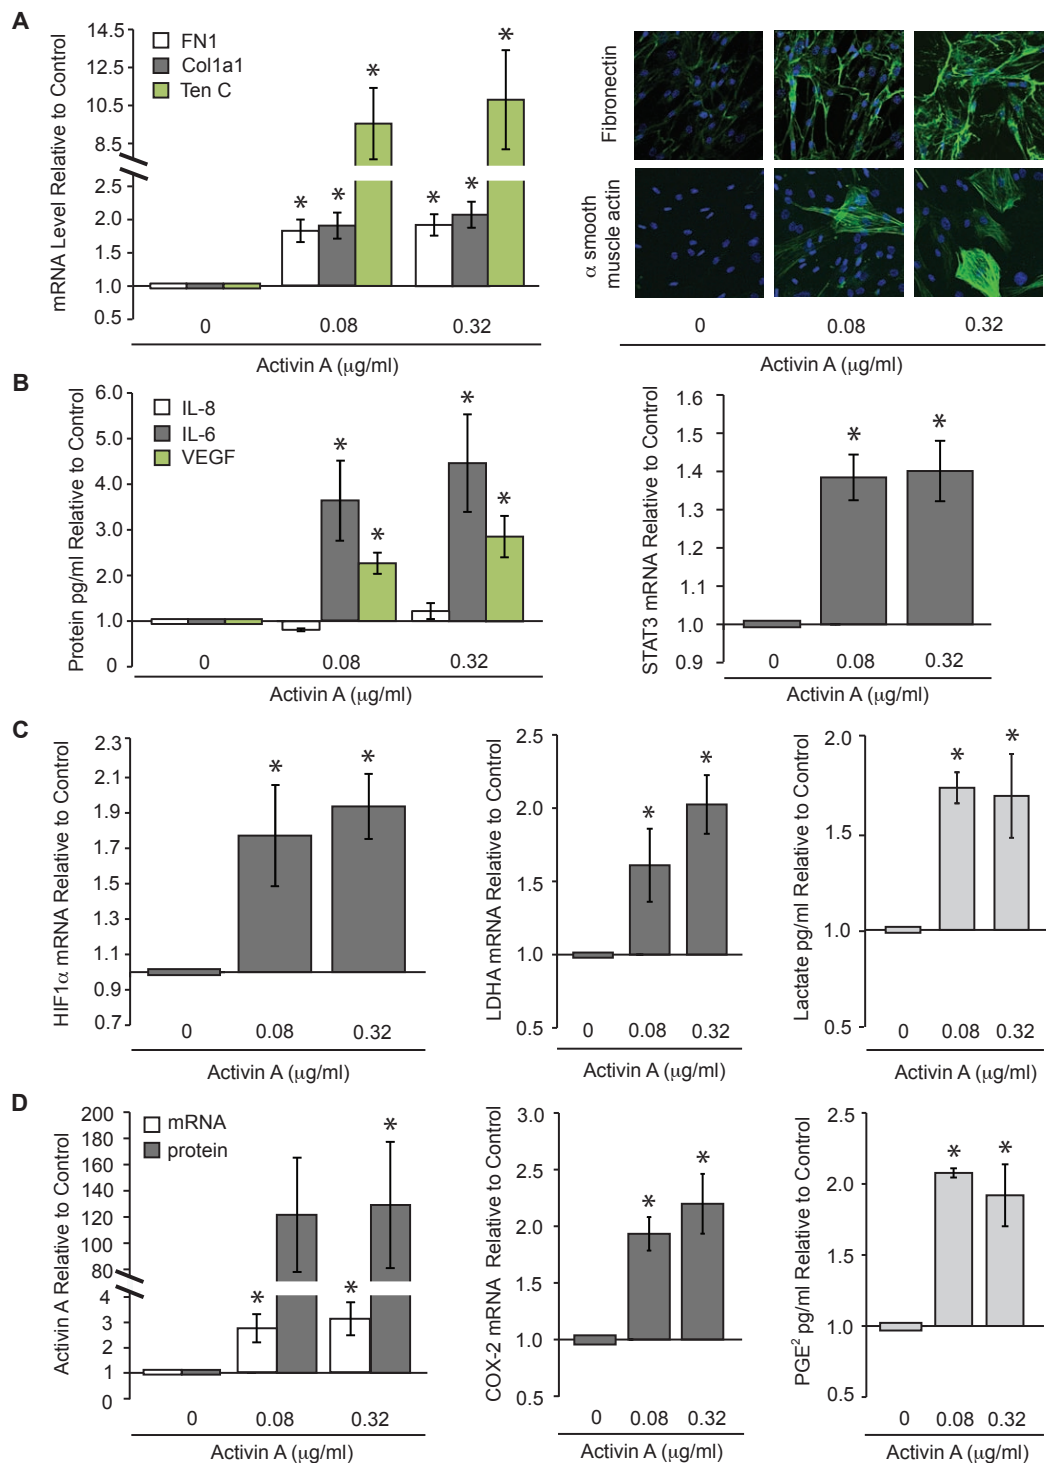 A
mRNA Level Relative to Control
14.5
12.5
10.5
8.5
2.5
2.0
1.5
1.0
0.5
FN1
Col1a1
Ten C
* * *
* * *
0 0.08 0.32
Activin A (μg/ml)
Fibronectin
α smooth
muscle actin
0 0.08 0.32
Activin A (μg/ml)
B
Protein pg/ml Relative to Control
6.0
5.0
4.0
3.0
2.0
1.0
0
IL-8
IL-6
VEGF
* *
* *
0 0.08 0.32
Activin A (μg/ml)
STAT3 mRNA Relative to Control
1.6
1.5
1.4
1.3
1.2
1.1
1.0
0.9
* *
0 0.08 0.32
Activin A (μg/ml)
C
HIF1α mRNA Relative to Control
2.3
2.1
1.9
1.7
1.5
1.3
1.1
0.9
0.7
* *
0 0.08 0.32
Activin A (μg/ml)
LDHA mRNA Relative to Control
2.5
2.0
1.5
1.0
0.5
* *
0 0.08 0.32
Activin A (μg/ml)
Lactate pg/ml Relative to Control
2.0
1.5
1.0
0.5
* *
0 0.08 0.32
Activin A (μg/ml)
D
Activin A Relative to Control
200
180
160
140
120
100
80
4
3
2
1
0
mRNA
protein
* * *
0 0.08 0.32
Activin A (μg/ml)
COX-2 mRNA Relative to Control
3.0
2.5
2.0
1.5
1.0
0.5
* *
0 0.08 0.32
Activin A (μg/ml)
PGE² pg/ml Relative to Control
2.5
2.0
1.5
1.0
0.5
* *
0 0.08 0.32
Activin A (μg/ml)